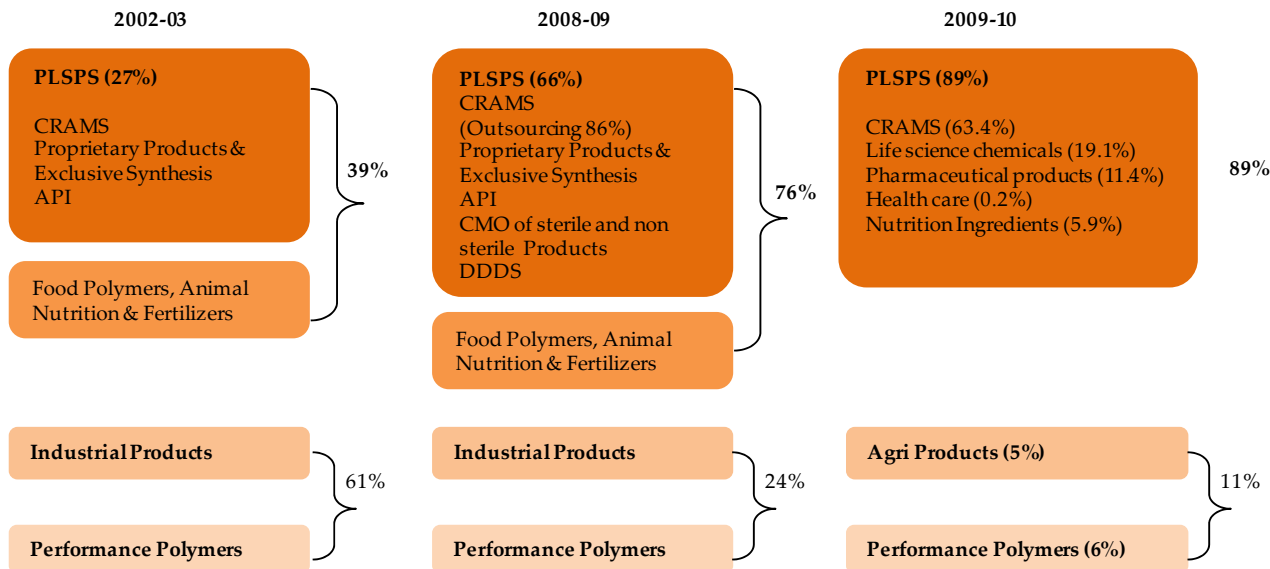 2002-03
PLSPS (27%)
CRAMS
Proprietary Products &
Exclusive Synthesis
API
39%
Food Polymers, Animal
Nutrition & Fertilizers
Industrial Products
61%
Performance Polymers
2008-09
PLSPS (66%)
CRAMS
(Outsourcing 86%)
Proprietary Products &
Exclusive Synthesis
API
CMO of sterile and non
sterile Products
DDDS
76%
Food Polymers, Animal
Nutrition & Fertilizers
Industrial Products
24%
Performance Polymers
2009-10
PLSPS (89%)
CRAMS (63.4%)
Life science chemicals (19.1%)
Pharmaceutical products (11.4%)
Health care (0.2%)
Nutrition Ingredients (5.9%)
89%
Agri Products (5%)
11%
Performance Polymers (6%)